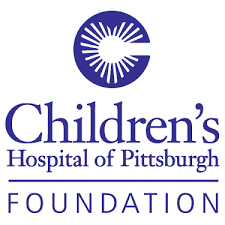 Children's
Hospital of Pittsburgh
FOUNDATION